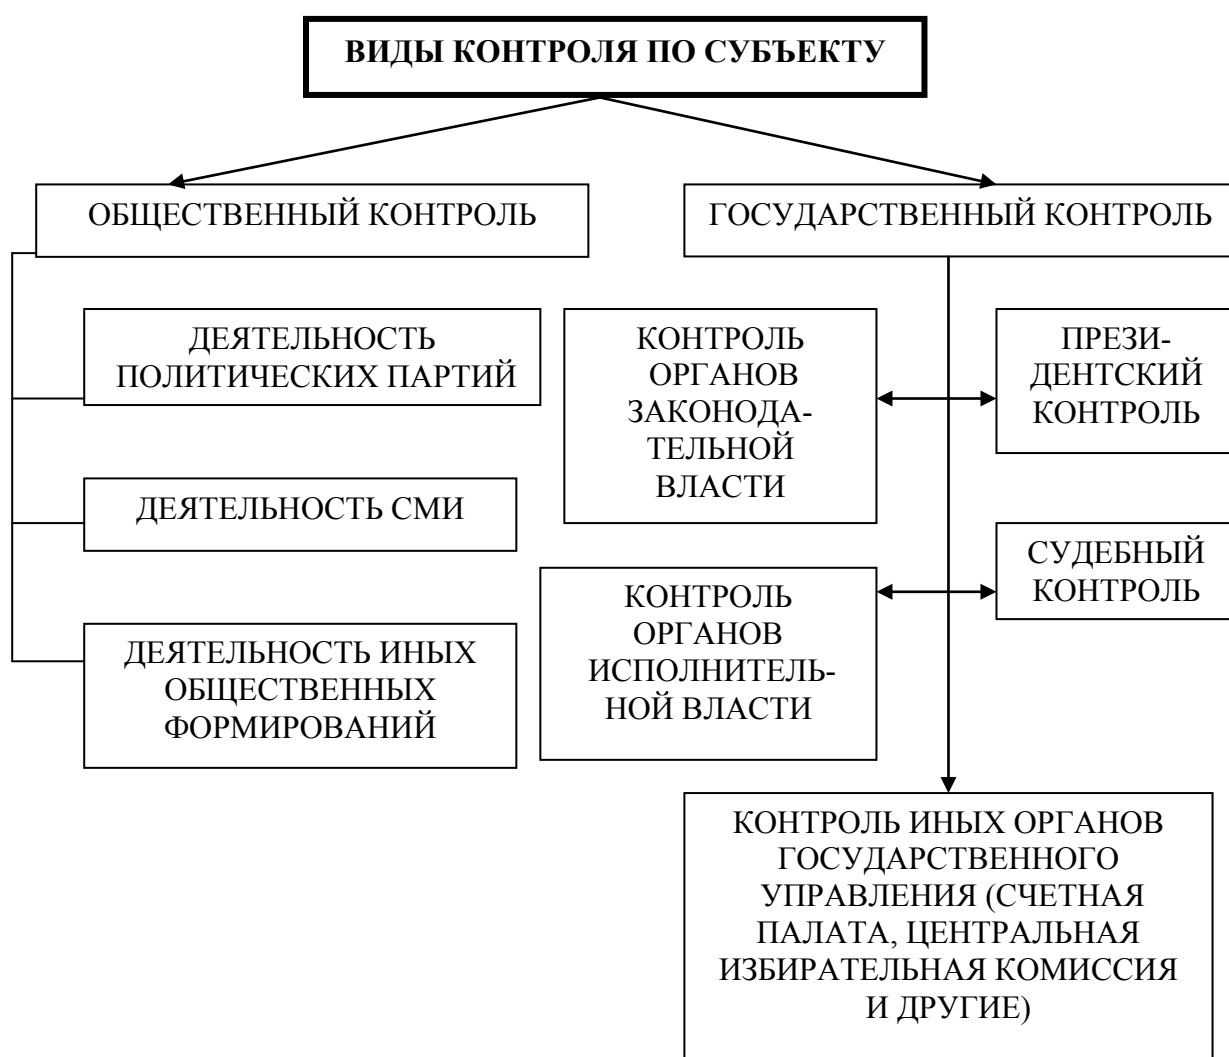 ВИДЫ КОНТРОЛЯ ПО СУБЪЕКТУ
ОБЩЕСТВЕННЫЙ КОНТРОЛЬ
ДЕЯТЕЛЬНОСТЬ
ПОЛИТИЧЕСКИХ ПАРТИЙ
ДЕЯТЕЛЬНОСТЬ СМИ
ДЕЯТЕЛЬНОСТЬ ИНЫХ
ОБЩЕСТВЕННЫХ
ФОРМИРОВАНИЙ
ГОСУДАРСТВЕННЫЙ КОНТРОЛЬ
КОНТРОЛЬ
ОРГАНОВ
ЗАКОНОДА-
ТЕЛЬНОЙ
ВЛАСТИ
ПРЕЗИ-
ДЕНТСКИЙ
КОНТРОЛЬ
КОНТРОЛЬ
ОРГАНОВ
ИСПОЛНИТЕЛЬ-
НОЙ ВЛАСТИ
СУДЕБНЫЙ
КОНТРОЛЬ
КОНТРОЛЬ ИНЫХ ОРГАНОВ
ГОСУДАРСТВЕННОГО
УПРАВЛЕНИЯ (СЧЕТНАЯ
ПАЛАТА, ЦЕНТРАЛЬНАЯ
ИЗБИРАТЕЛЬНАЯ КОМИССИЯ
И ДРУГИЕ)